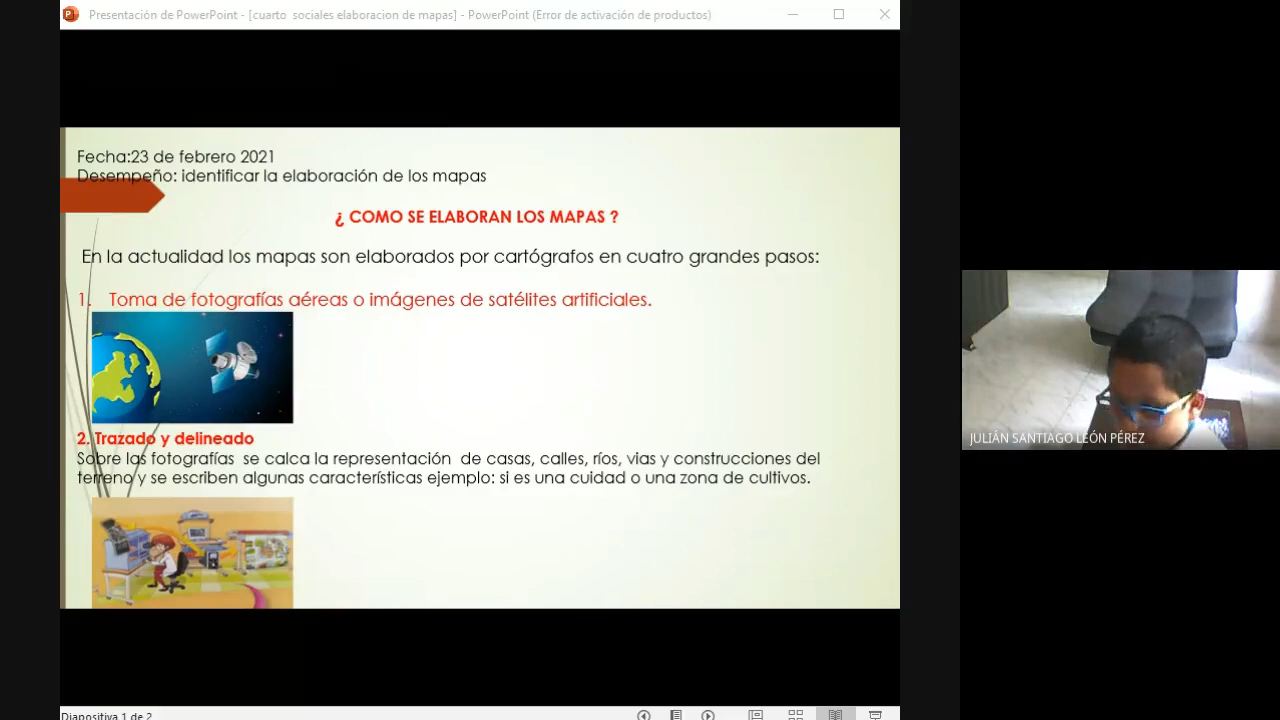 Presentación de PowerPoint - [cuarto sociales elaboracion de mapas] - PowerPoint (Error de activación de productos)
Fecha:23 de febrero 2021
Desempeño: identificar la elaboración de los mapas
¿ COMO SE ELABORAN LOS MAPAS ?
En la actualidad los mapas son elaborados por cartógrafos en cuatro grandes pasos:
1. Toma de fotografías aéreas o imágenes de satélites artificiales.
2. Trazado y delineado
Sobre las fotografías se calca la representación de casas, calles, ríos, vias y construcciones del
terreno y se escriben algunas características ejemplo: si es una cuidad o una zona de cultivos.
JULIÁN SANTIAGO LEÓN PÉREZ
Diapositiva 1 de 2